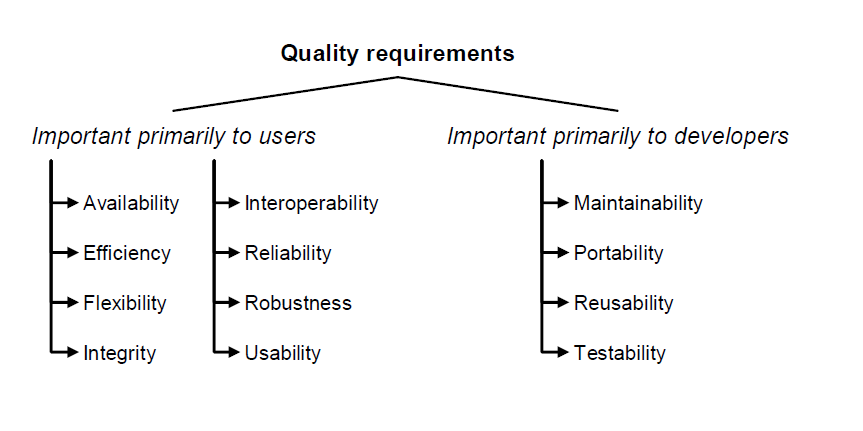 Quality requirements
Important primarily to users
Availability
Efficiency
Flexibility
Integrity
Interoperability
Reliability
Robustness
Usability
Important primarily to developers
Maintainability
Portability
Reusability
Testability